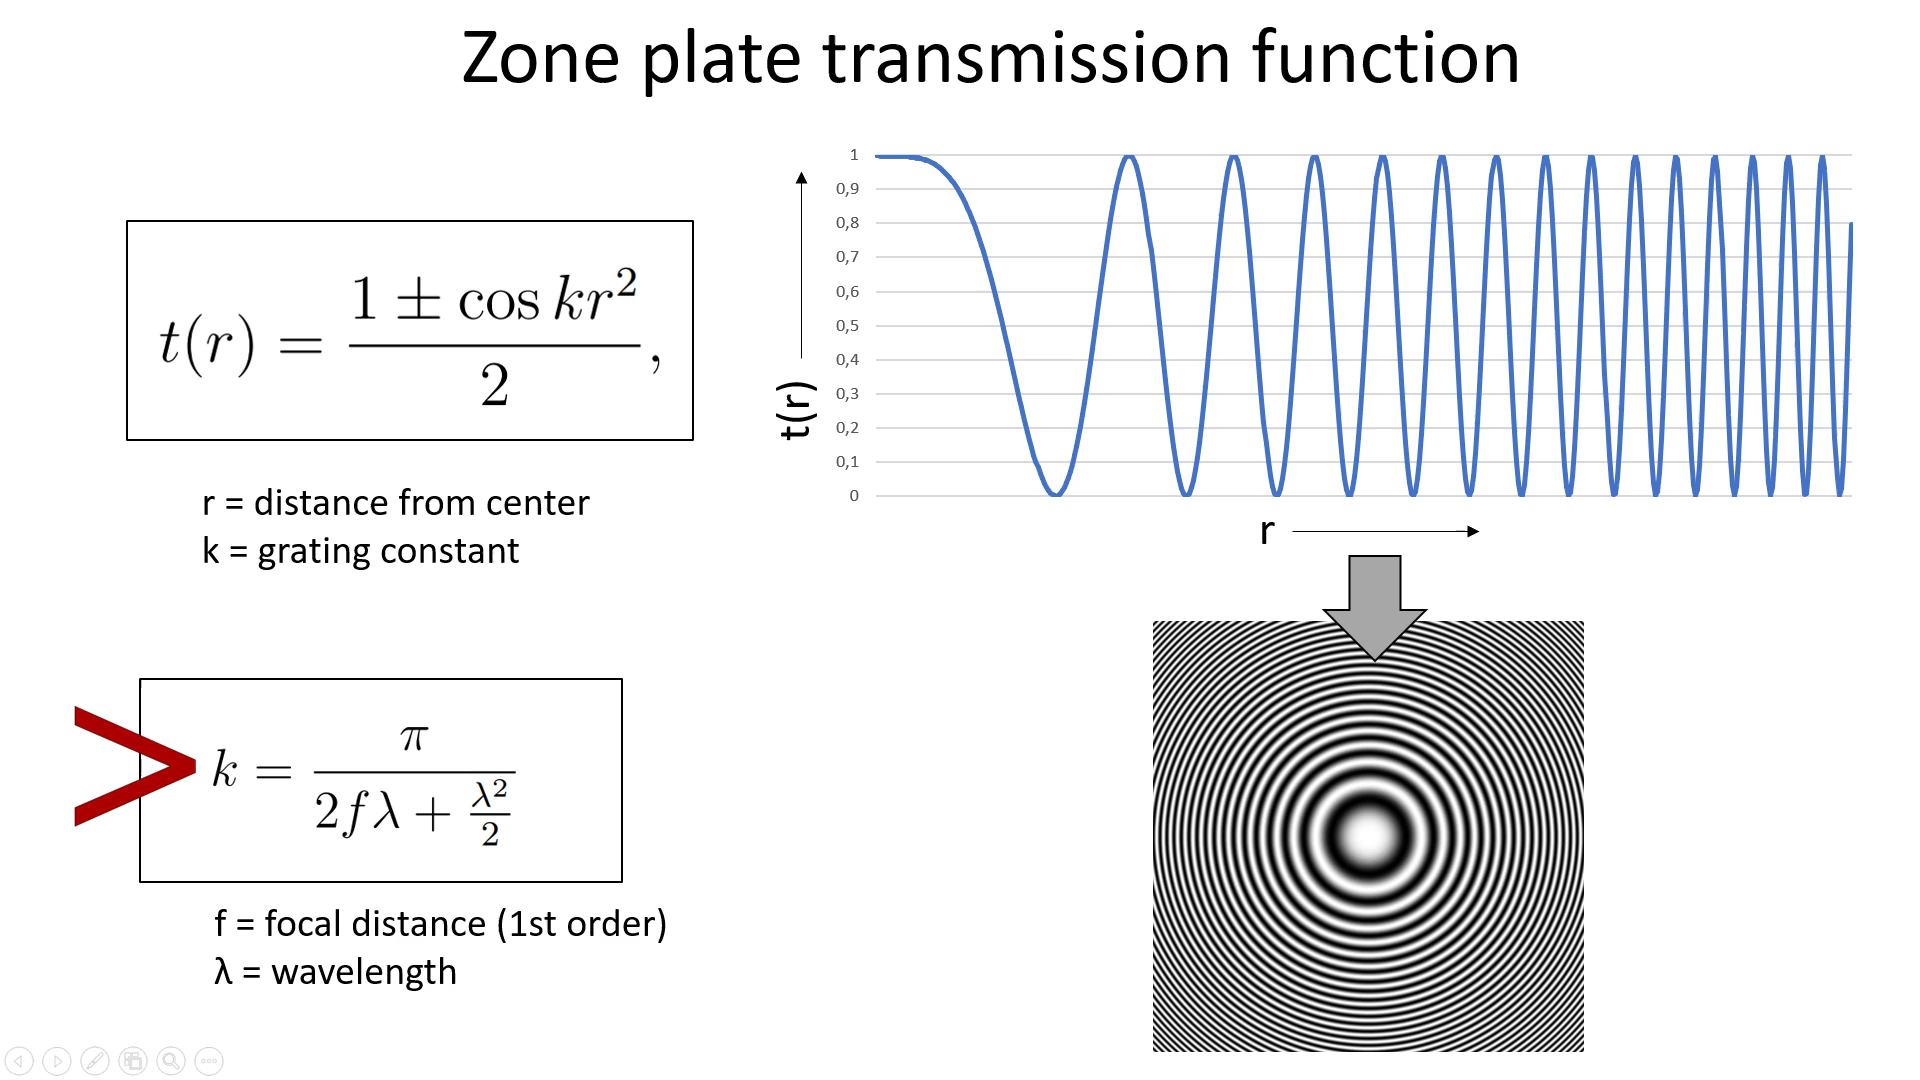 Zone plate transmission function
t(r) = (1 ± cos kr²) / 2,
r = distance from center
k = grating constant
k = π / (2fλ + λ²/2)
f = focal distance (1st order)
λ = wavelength
1
0,9
0,8
0,7
0,6
0,5
0,4
0,3
0,2
0,1
0
t(r)
r